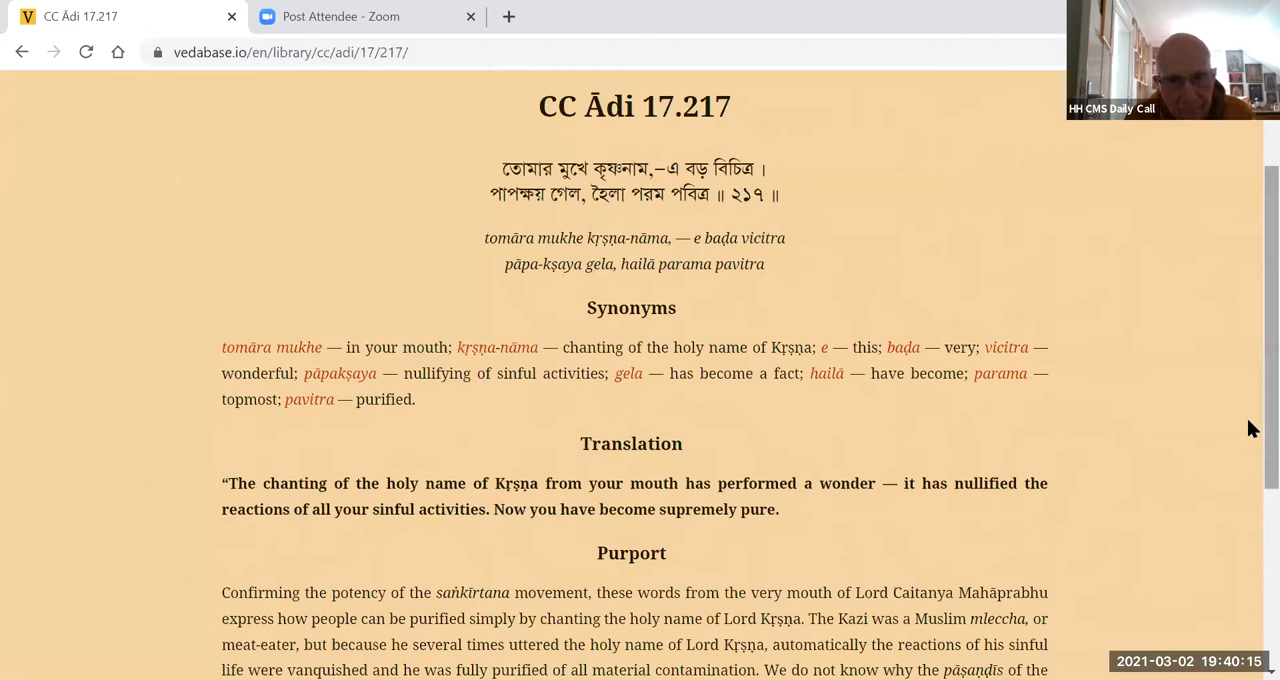 CC Ādi 17.217
Post Attendee - Zoom
vedabase.io/en/library/cc/adi/17/217/
HH CMS Daily Call
CC Ādi 17.217
তোমার মুখে কৃষ্ণনাম,—এ বড় বিচিত্র ।
পাপক্ষয় গেল, হৈলা পরম পবিত্র ॥ ২১৭ ॥
tomāra mukhe kṛṣṇa-nāma, — e baḍa vicitra
pāpa-kṣaya gela, hailā parama pavitra
Synonyms
tomāra mukhe — in your mouth; kṛṣṇa-nāma — chanting of the holy name of Kṛṣṇa; e — this; baḍa — very; vicitra —
wonderful; pāpakṣaya — nullifying of sinful activities; gela — has become a fact; hailā — have become; parama —
topmost; pavitra — purified.
Translation
“The chanting of the holy name of Kṛṣṇa from your mouth has performed a wonder — it has nullified the
reactions of all your sinful activities. Now you have become supremely pure.
Purport
Confirming the potency of the saṅkīrtana movement, these words from the very mouth of Lord Caitanya Mahāprabhu
express how people can be purified simply by chanting the holy name of Lord Kṛṣṇa. The Kazi was a Muslim mleccha, or
meat-eater, but because he several times uttered the holy name of Lord Kṛṣṇa, automatically the reactions of his sinful
life were vanquished and he was fully purified of all material contamination. We do not know why the pāṣaṇḍīs of the
2021-03-02 19:40:15